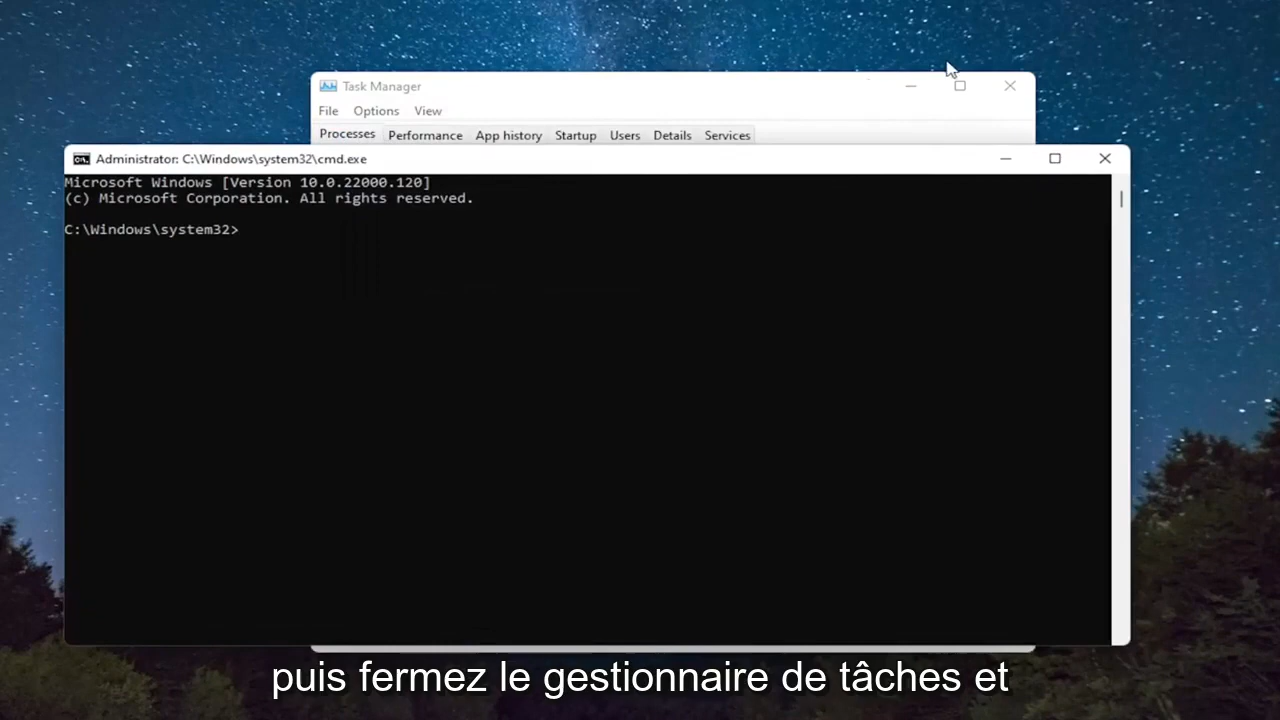 Task Manager
File Options View
Processes Performance App history Startup Users Details Services
Administrator: C:\Windows\system32\cmd.exe
Microsoft Windows [Version 10.0.22000.120]
(c) Microsoft Corporation. All rights reserved.
C:\Windows\system32>
puis fermez le gestionnaire de tâches et